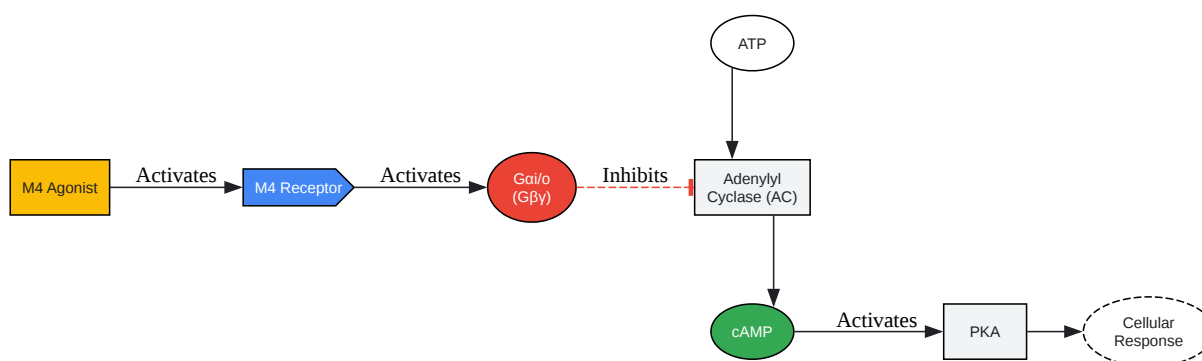 ATP
M4 Agonist
Activates
M4 Receptor
Activates
Gαi/o
(Gβγ)
Inhibits
Adenylyl
Cyclase (AC)
cAMP
Activates
PKA
Cellular
Response